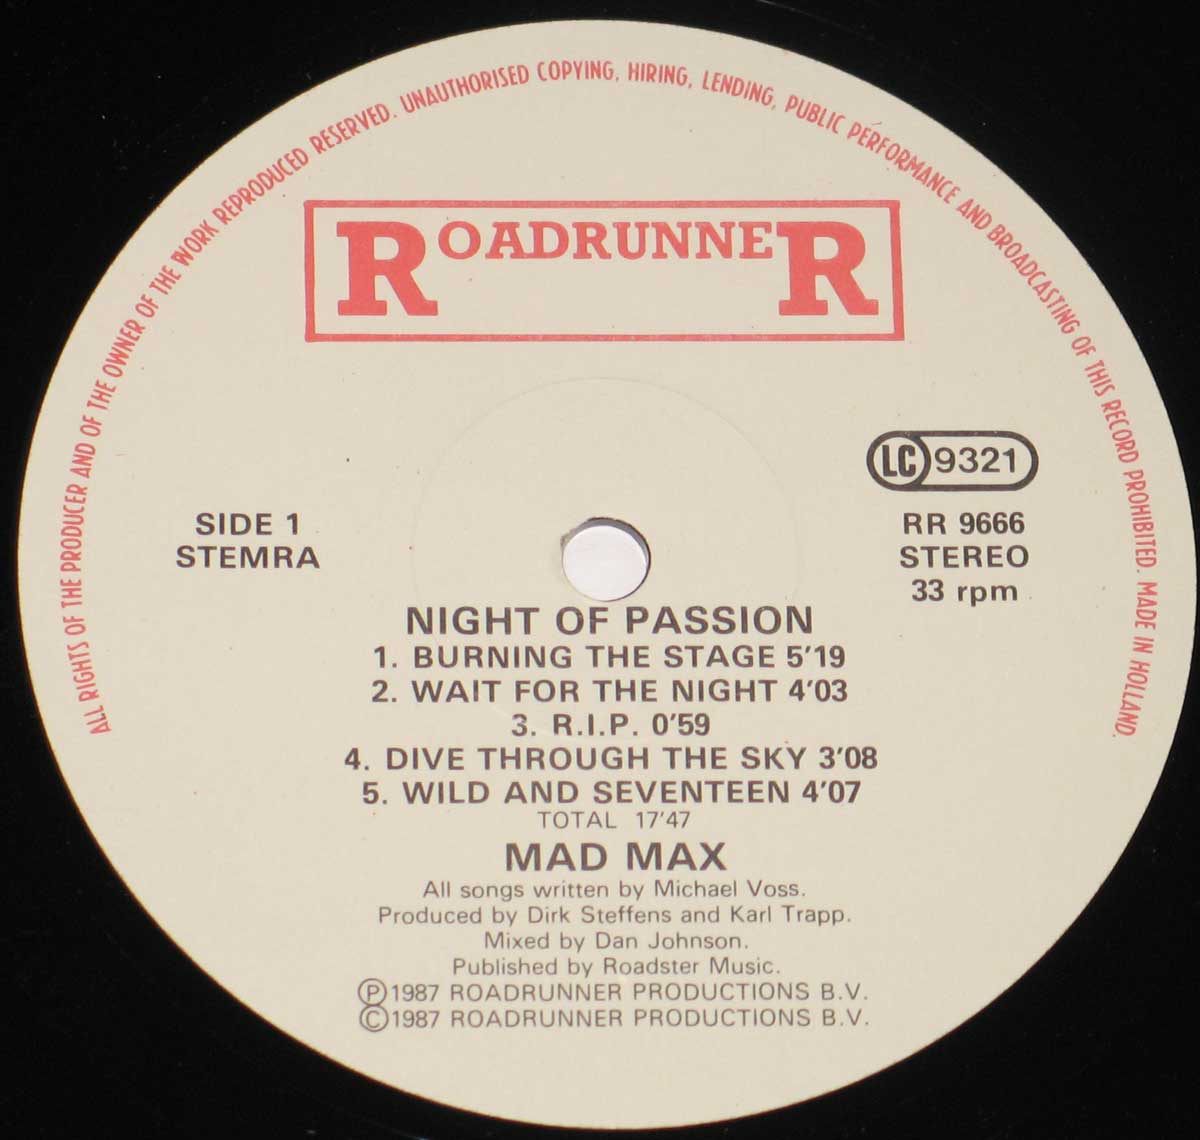 ALL RIGHTS OF THE PRODUCER AND OF THE OWNER OF THE WORK REPRODUCED RESERVED. UNAUTHORISED COPYING, HIRING, LENDING, PUBLIC PERFORMANCE AND BROADCASTING OF THIS RECORD PROHIBITED. MADE IN HOLLAND.
ROADRUNNER
LC 9321
SIDE 1
STEMRA
RR 9666
STEREO
33 rpm
NIGHT OF PASSION
1. BURNING THE STAGE 5'19
2. WAIT FOR THE NIGHT 4'03
3. R.I.P. 0'59
4. DIVE THROUGH THE SKY 3'08
5. WILD AND SEVENTEEN 4'07
TOTAL 17'47
MAD MAX
All songs written by Michael Voss.
Produced by Dirk Steffens and Karl Trapp.
Mixed by Dan Johnson.
Published by Roadster Music.
Ⓟ1987 ROADRUNNER PRODUCTIONS B.V.
©1987 ROADRUNNER PRODUCTIONS B.V.